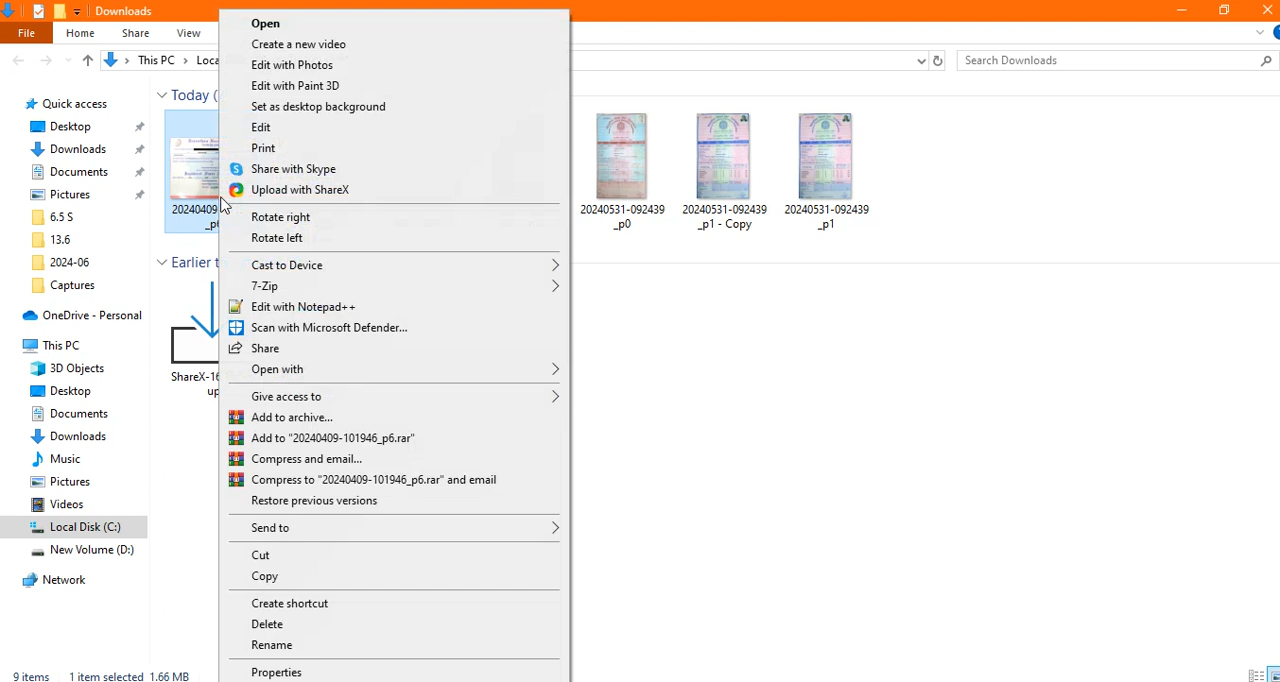 Downloads
File Home Share View
This PC › Loca
Search Downloads
Quick access
Desktop
Downloads
Documents
Pictures
6.5 S
13.6
2024-06
Captures
OneDrive - Personal
This PC
3D Objects
Desktop
Documents
Downloads
Music
Pictures
Videos
Local Disk (C:)
New Volume (D:)
Network
Today (
20240409
_p6
20240531-092439
_p0
20240531-092439
_p1 - Copy
20240531-092439
_p1
Earlier t
ShareX-16
up
Open
Create a new video
Edit with Photos
Edit with Paint 3D
Set as desktop background
Edit
Print
Share with Skype
Upload with ShareX
Rotate right
Rotate left
Cast to Device
7-Zip
Edit with Notepad++
Scan with Microsoft Defender...
Share
Open with
Give access to
Add to archive...
Add to "20240409-101946_p6.rar"
Compress and email...
Compress to "20240409-101946_p6.rar" and email
Restore previous versions
Send to
Cut
Copy
Create shortcut
Delete
Rename
Properties
9 items 1 item selected 1.66 MB